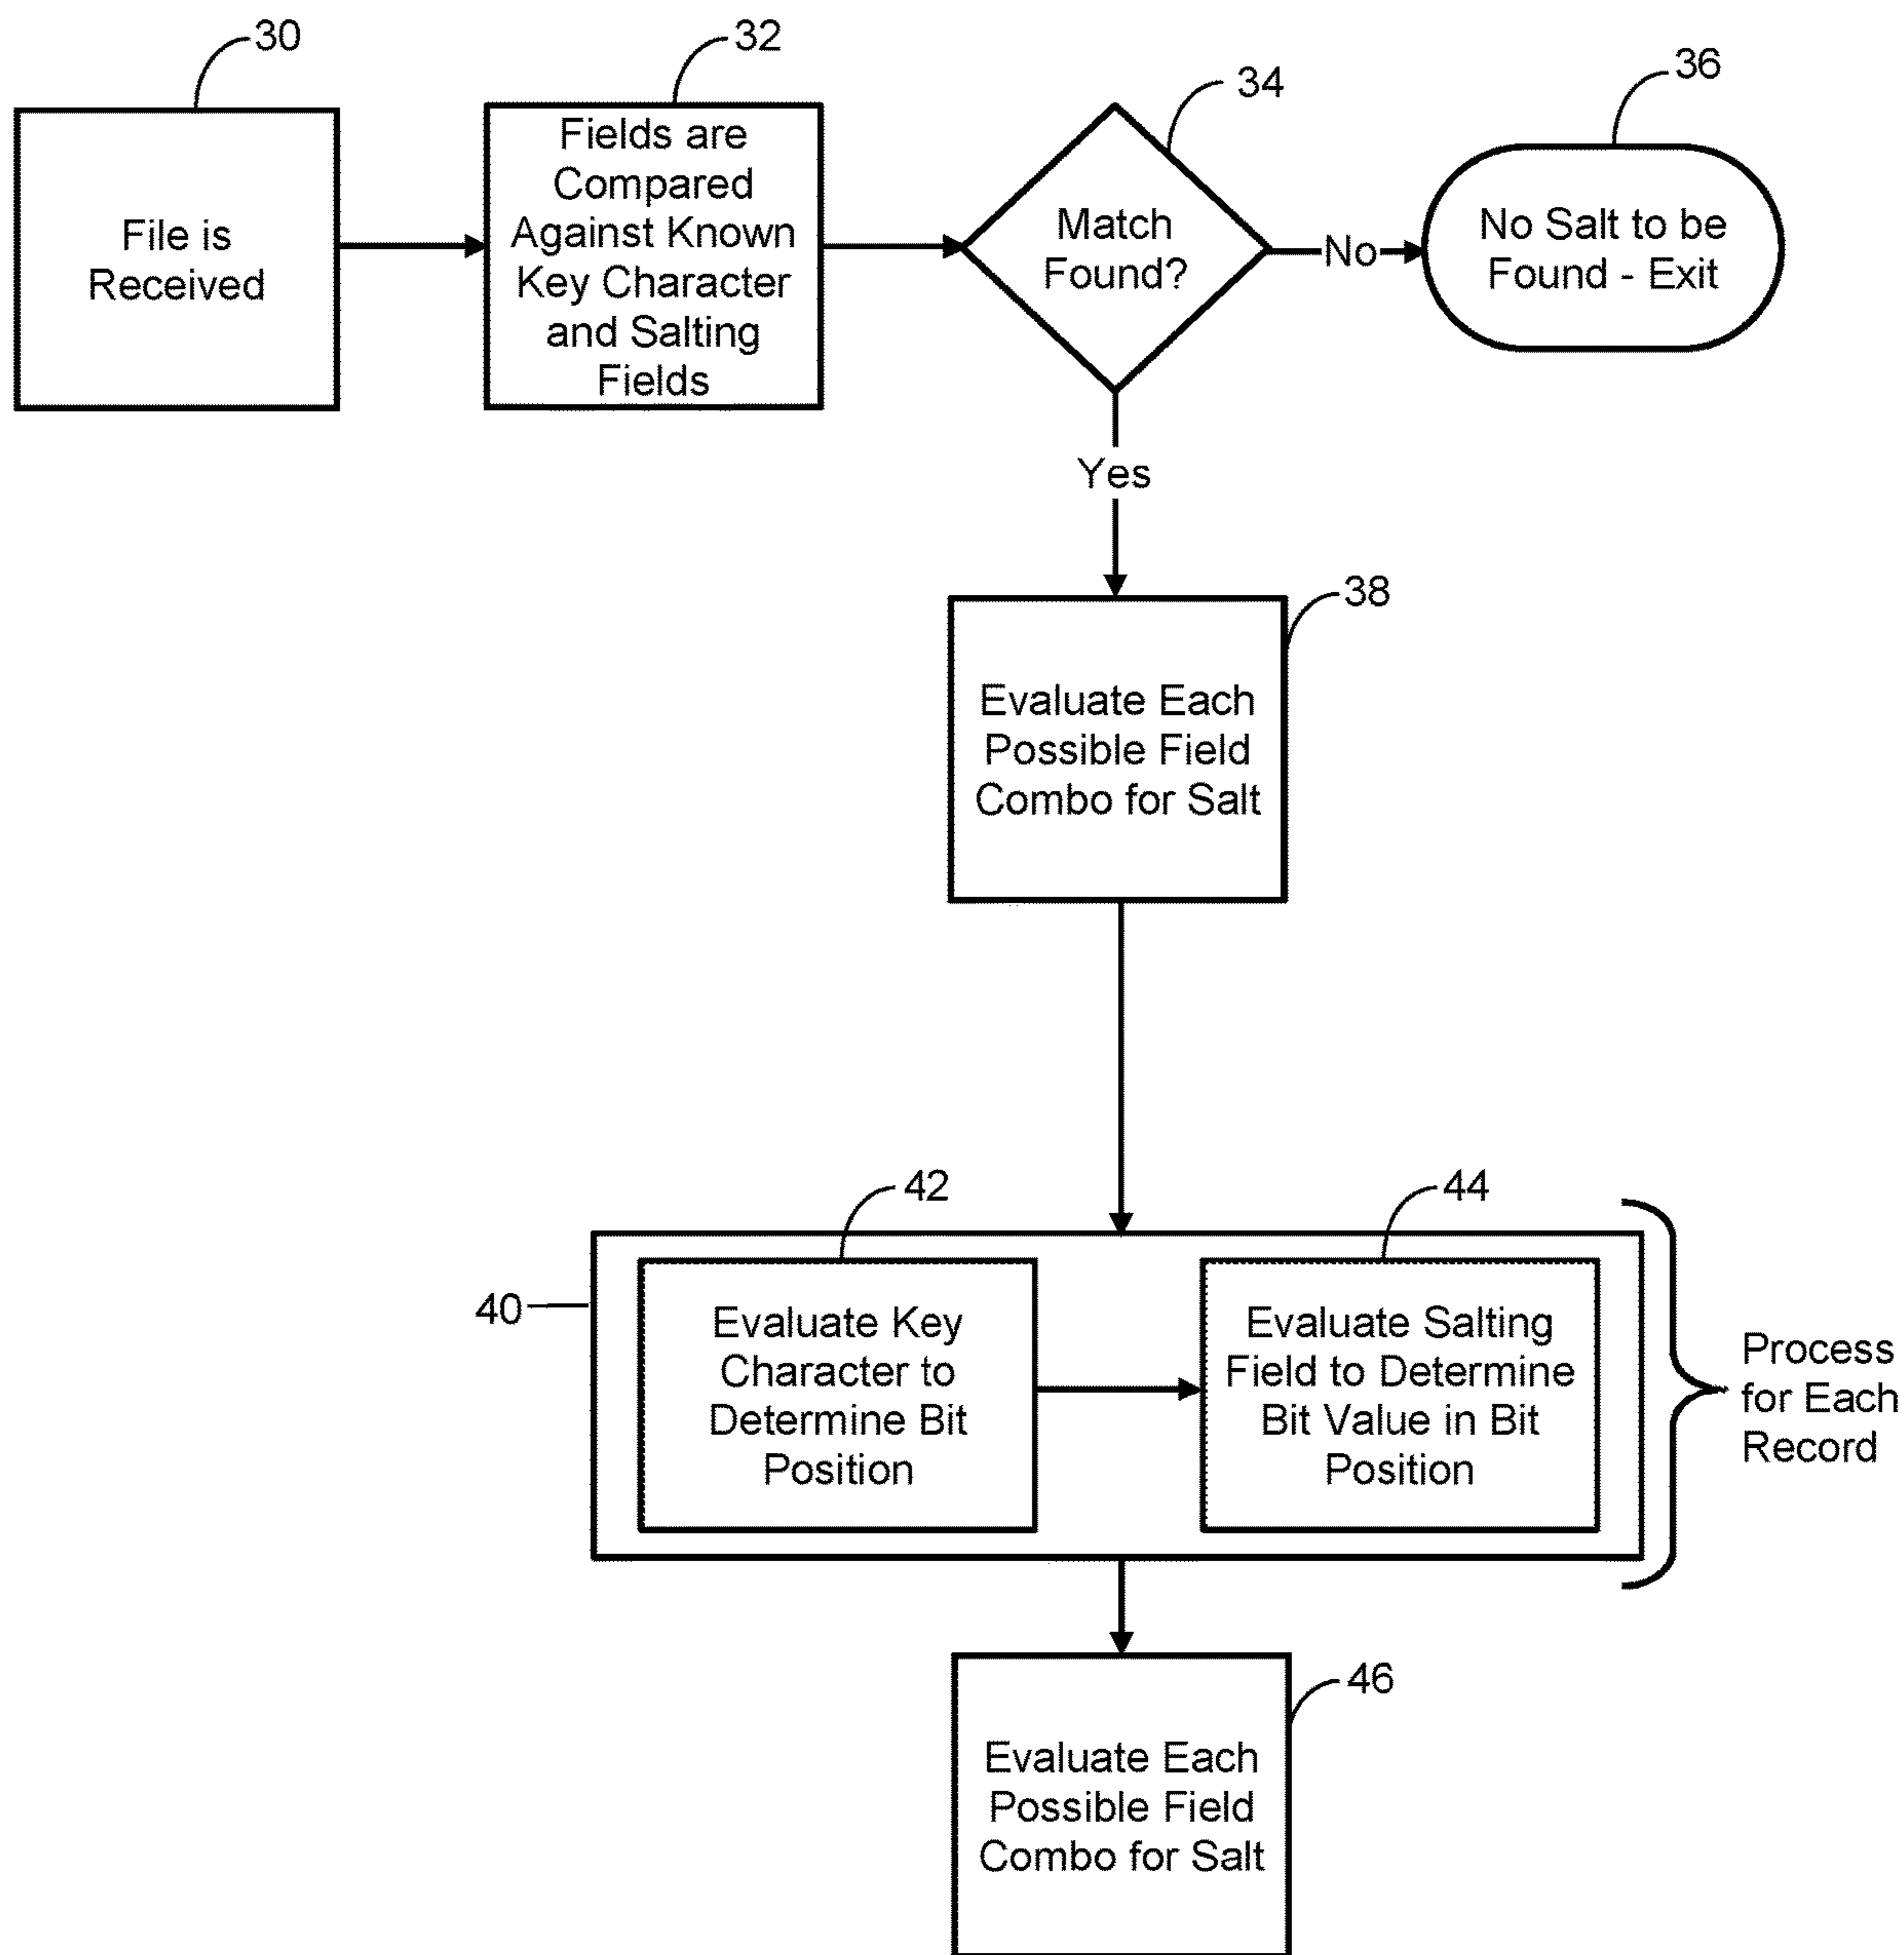 30
File is
Received
32
Fields are
Compared
Against Known
Key Character
and Salting
Fields
34
Match
Found?
No
36
No Salt to be
Found - Exit
Yes
38
Evaluate Each
Possible Field
Combo for Salt
40
42
Evaluate Key
Character to
Determine Bit
Position
44
Evaluate Salting
Field to Determine
Bit Value in Bit
Position
Process
for Each
Record
46
Evaluate Each
Possible Field
Combo for Salt